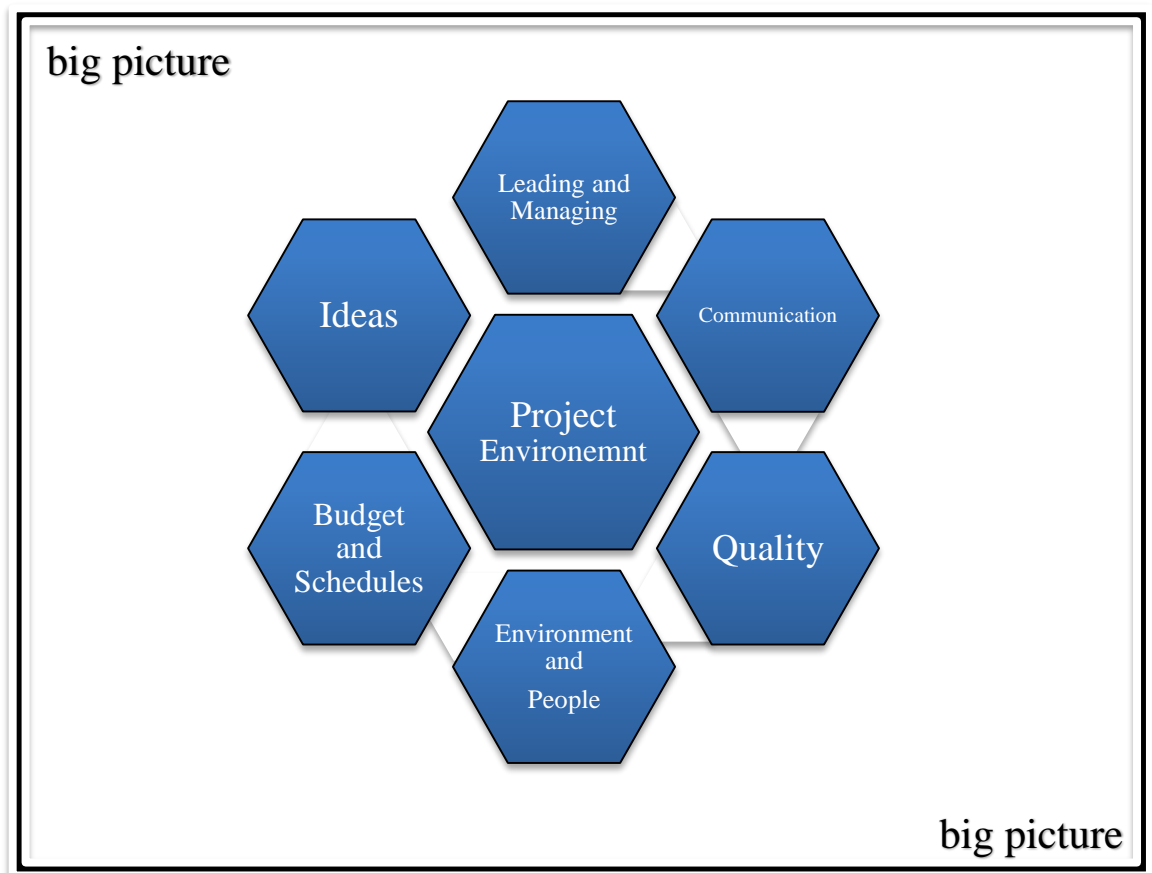 big picture
Leading and
Managing
Ideas
Communication
Project
Environemnt
Budget
and
Schedules
Quality
Environment
and
People
big picture